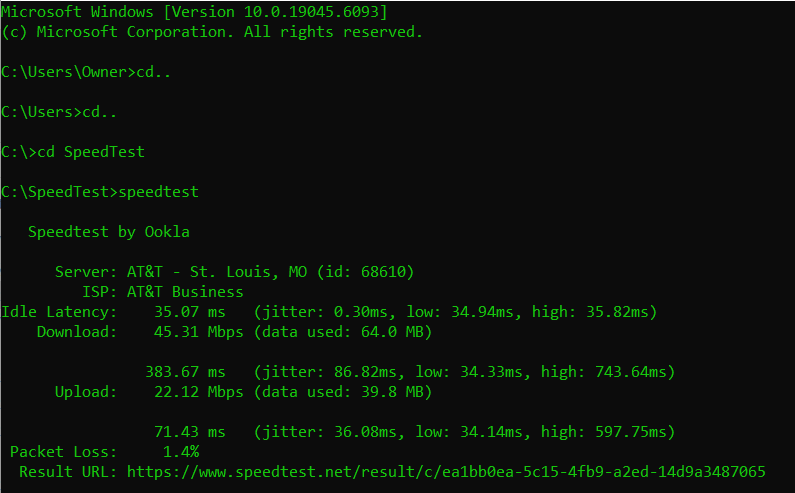 Microsoft Windows [Version 10.0.19045.6093]
(c) Microsoft Corporation. All rights reserved.
C:\Users\Owner>cd..
C:\Users>cd..
C:\>cd SpeedTest
C:\SpeedTest>speedtest
Speedtest by Ookla
Server: AT&T - St. Louis, MO (id: 68610)
ISP: AT&T Business
Idle Latency: 35.07 ms (jitter: 0.30ms, low: 34.94ms, high: 35.82ms)
Download: 45.31 Mbps (data used: 64.0 MB)
383.67 ms (jitter: 86.82ms, low: 34.33ms, high: 743.64ms)
Upload: 22.12 Mbps (data used: 39.8 MB)
71.43 ms (jitter: 36.08ms, low: 34.14ms, high: 597.75ms)
Packet Loss: 1.4%
Result URL: https://www.speedtest.net/result/c/ea1bb0ea-5c15-4fb9-a2ed-14d9a3487065